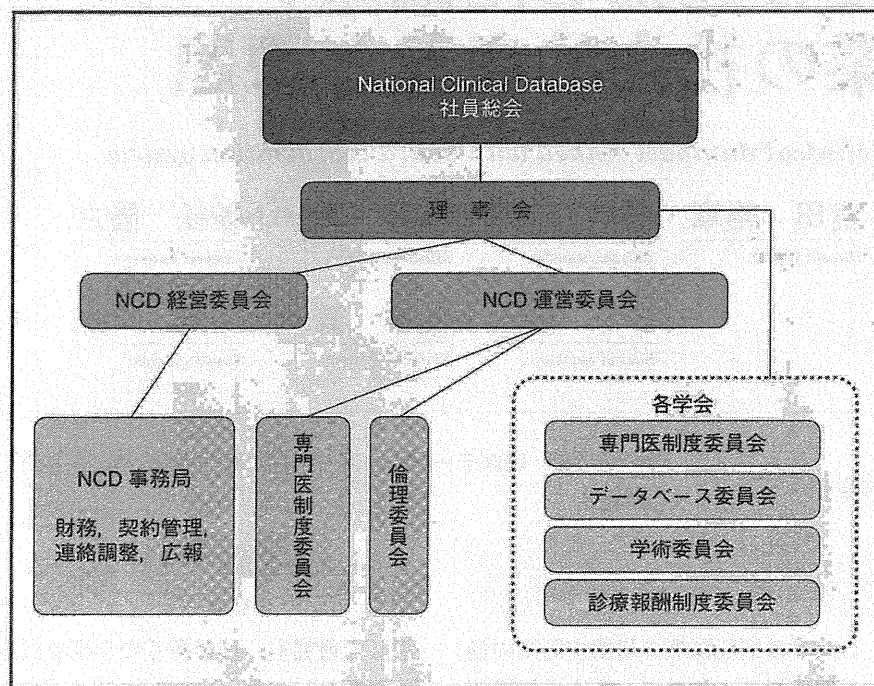 National Clinical Database
社員総会
理 事 会
NCD 経営委員会
NCD 運営委員会
NCD 事務局
財務, 契約管理,
連絡調整, 広報
専門医制度委員会
倫理委員会
各学会
専門医制度委員会
データベース委員会
学術委員会
診療報酬制度委員会